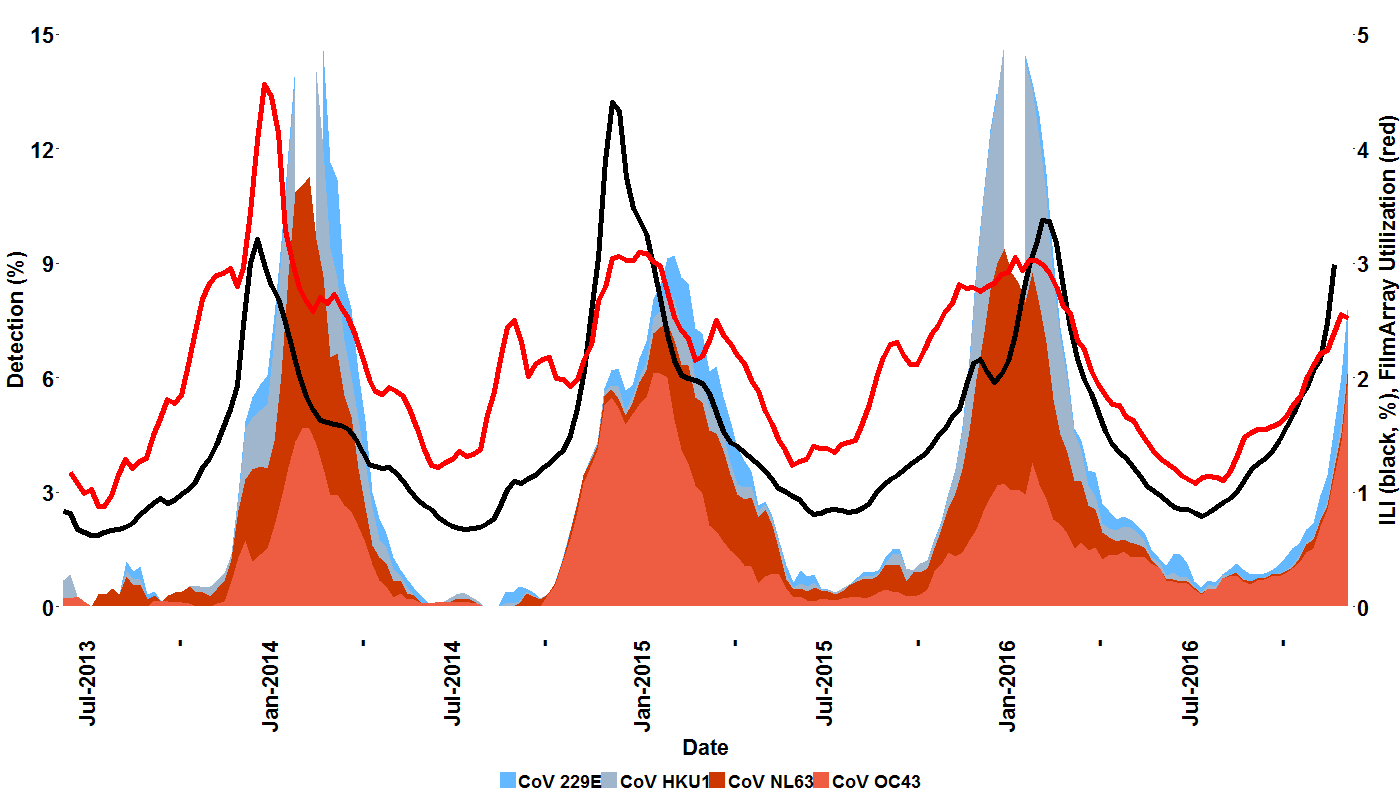 15
12
9
6
3
0
Detection (%)
5
4
3
2
1
0
ILI (black, %), FilmArray Utilization (red)
Jul-2013
-
Jan-2014
-
Jul-2014
-
Jan-2015
-
Jul-2015
-
Jan-2016
-
Jul-2016
-
Date
CoV 229E CoV HKU1 CoV NL63 CoV OC43